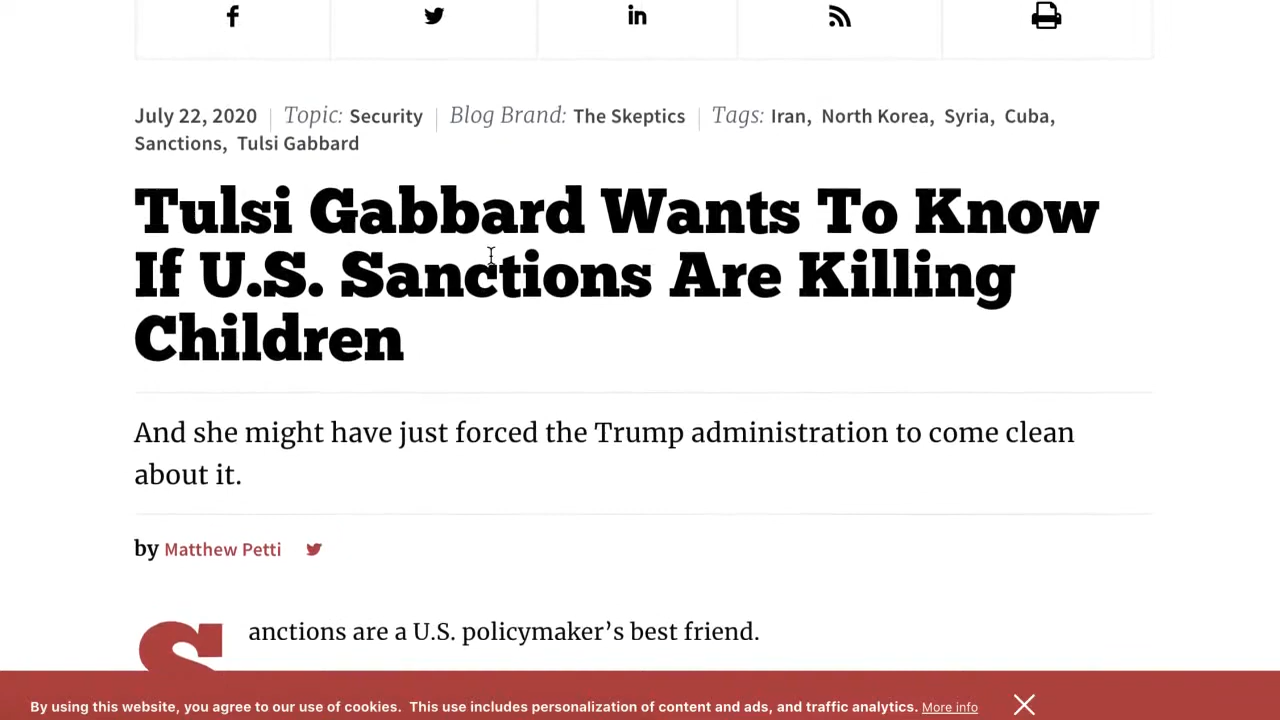 July 22, 2020 | Topic: Security | Blog Brand: The Skeptics | Tags: Iran, North Korea, Syria, Cuba,
Sanctions, Tulsi Gabbard
Tulsi Gabbard Wants To Know
If U.S. Sanctions Are Killing
Children
And she might have just forced the Trump administration to come clean
about it.
by Matthew Petti
Sanctions are a U.S. policymaker’s best friend.
By using this website, you agree to our use of cookies. This use includes personalization of content and ads, and traffic analytics. More info